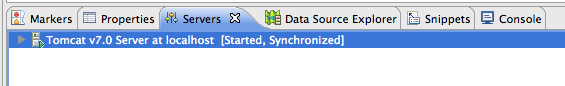 Markers Properties Servers Data Source Explorer Snippets Console
Tomcat v7.0 Server at localhost [Started, Synchronized]